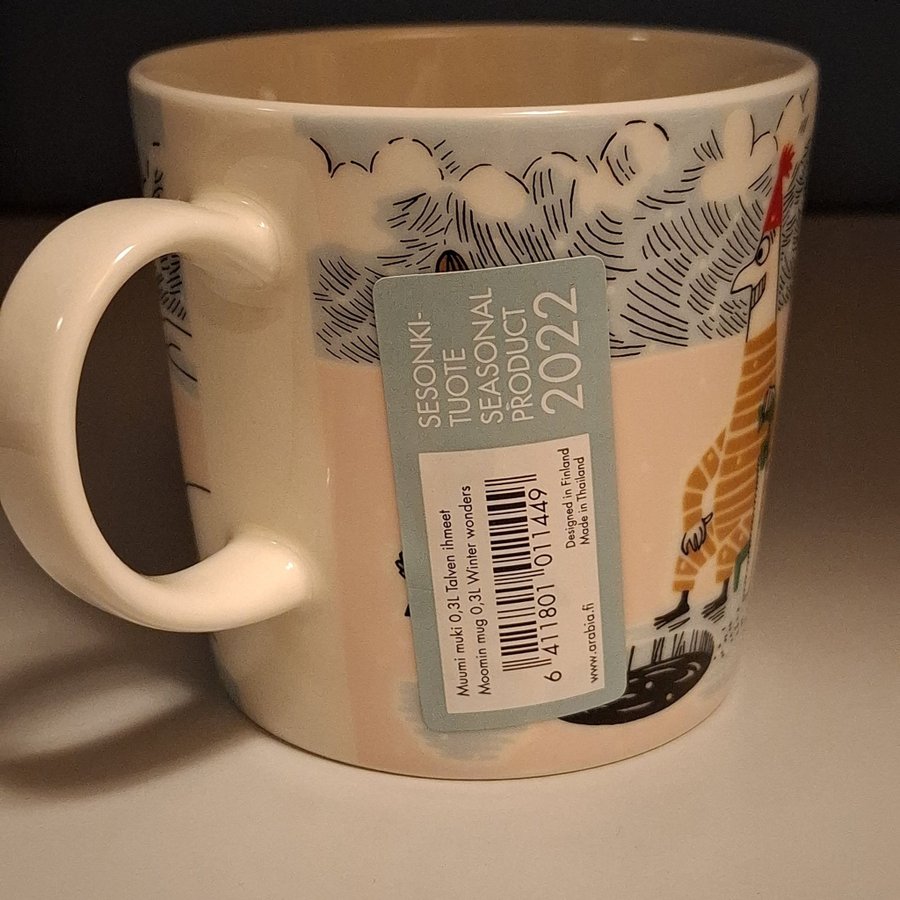 SESONKI-
TUOTE
SEASONAL
PRODUCT
2022
Muumi muki 0,3L Talven ihmeet
Moomin mug 0,3L Winter wonders
6 411801 011449
Designed in Finland
Made in Thailand
www.arabia.fi